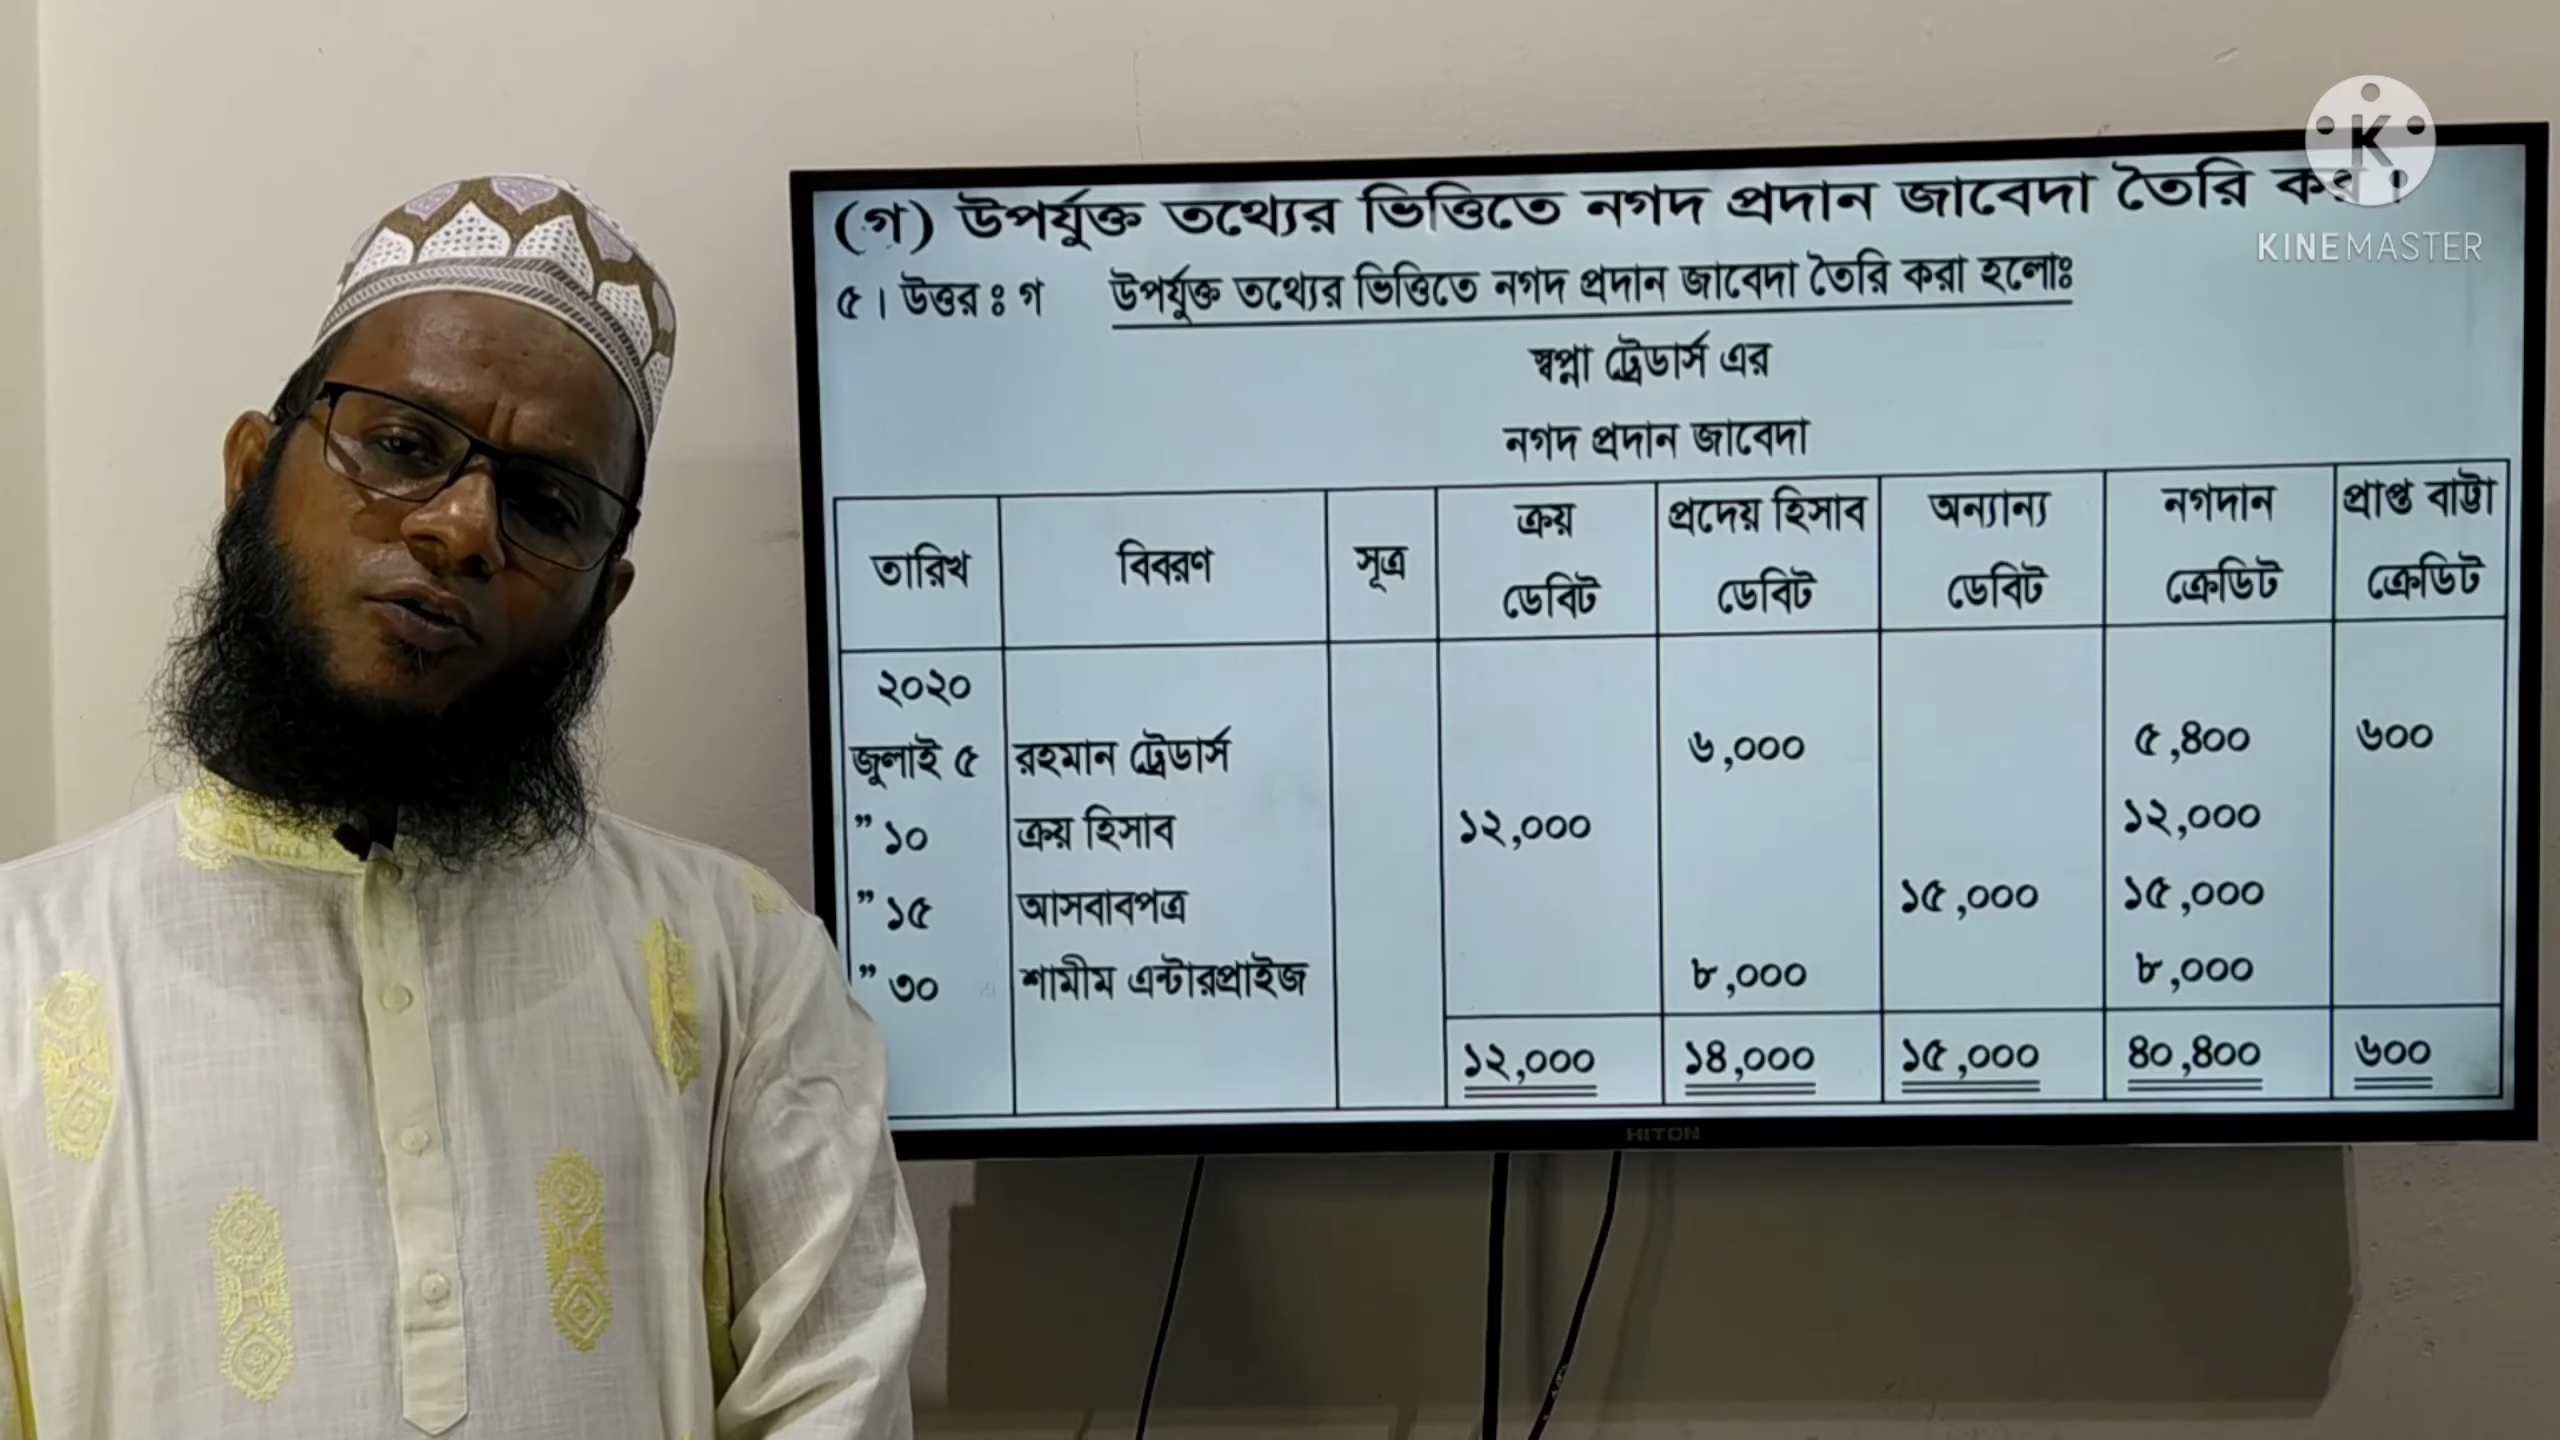 (গ) উপর্যুক্ত তথ্যের ভিত্তিতে নগদ প্রদান জাবেদা তৈরি কর।
KINEMASTER
৫। উত্তর ঃ গ উপর্যুক্ত তথ্যের ভিত্তিতে নগদ প্রদান জাবেদা তৈরি করা হলোঃ
স্বপ্না ট্রেডার্স এর
নগদ প্রদান জাবেদা
তারিখ বিবরণ সূত্র ক্রয় ডেবিট প্রদেয় হিসাব ডেবিট অন্যান্য ডেবিট নগদান ক্রেডিট প্রাপ্ত বাট্টা ক্রেডিট
২০২০
জুলাই ৫ রহমান ট্রেডার্স ৬,০০০ ৫,৪০০ ৬০০
” ১০ ক্রয় হিসাব ১২,০০০ ১২,০০০
” ১৫ আসবাবপত্র ১৫,০০০ ১৫,০০০
” ৩০ শামীম এন্টারপ্রাইজ ৮,০০০ ৮,০০০
১২,০০০ ১৪,০০০ ১৫,০০০ ৪০,৪০০ ৬০০
HITON